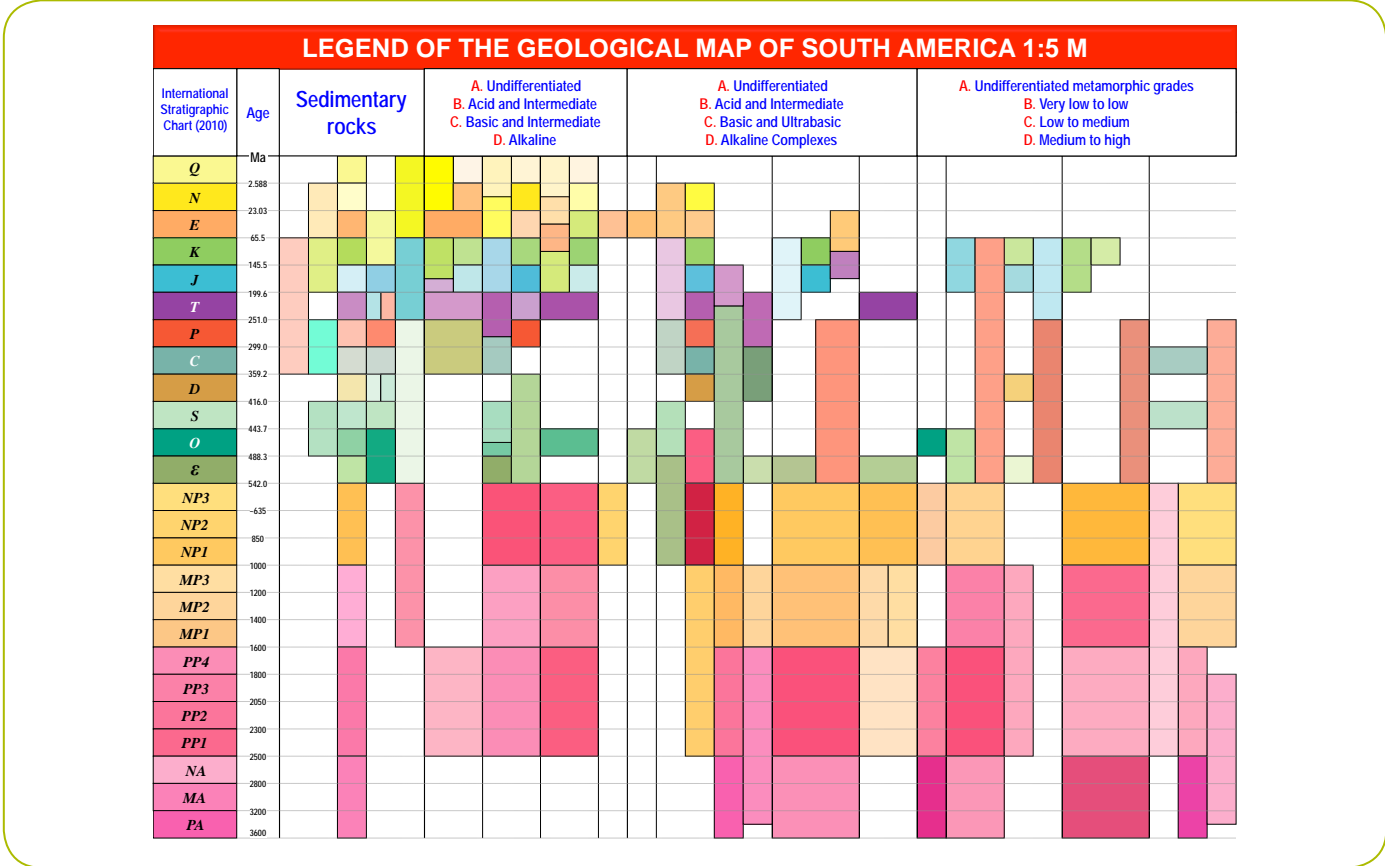 LEGEND OF THE GEOLOGICAL MAP OF SOUTH AMERICA 1:5 M
International
Stratigraphic
Chart (2010)
Age
Sedimentary
rocks
A. Undifferentiated
B. Acid and Intermediate
C. Basic and Intermediate
D. Alkaline
A. Undifferentiated
B. Acid and Intermediate
C. Basic and Ultrabasic
D. Alkaline Complexes
A. Undifferentiated metamorphic grades
B. Very low to low
C. Low to medium
D. Medium to high
Ma
Q
2.588
N
23.03
E
65.5
K
145.5
J
199.6
T
251.0
P
299.0
C
359.2
D
416.0
S
443.7
O
488.3
Ɛ
542.0
NP3
~635
NP2
850
NP1
1000
MP3
1200
MP2
1400
MP1
1600
PP4
1800
PP3
2050
PP2
2300
PP1
2500
NA
2800
MA
3200
PA
3600